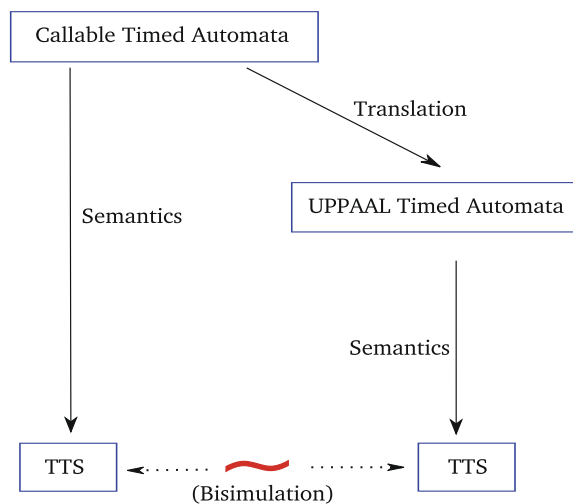 Callable Timed Automata
Translation
UPPAAL Timed Automata
Semantics
Semantics
TTS
TTS
(Bisimulation)